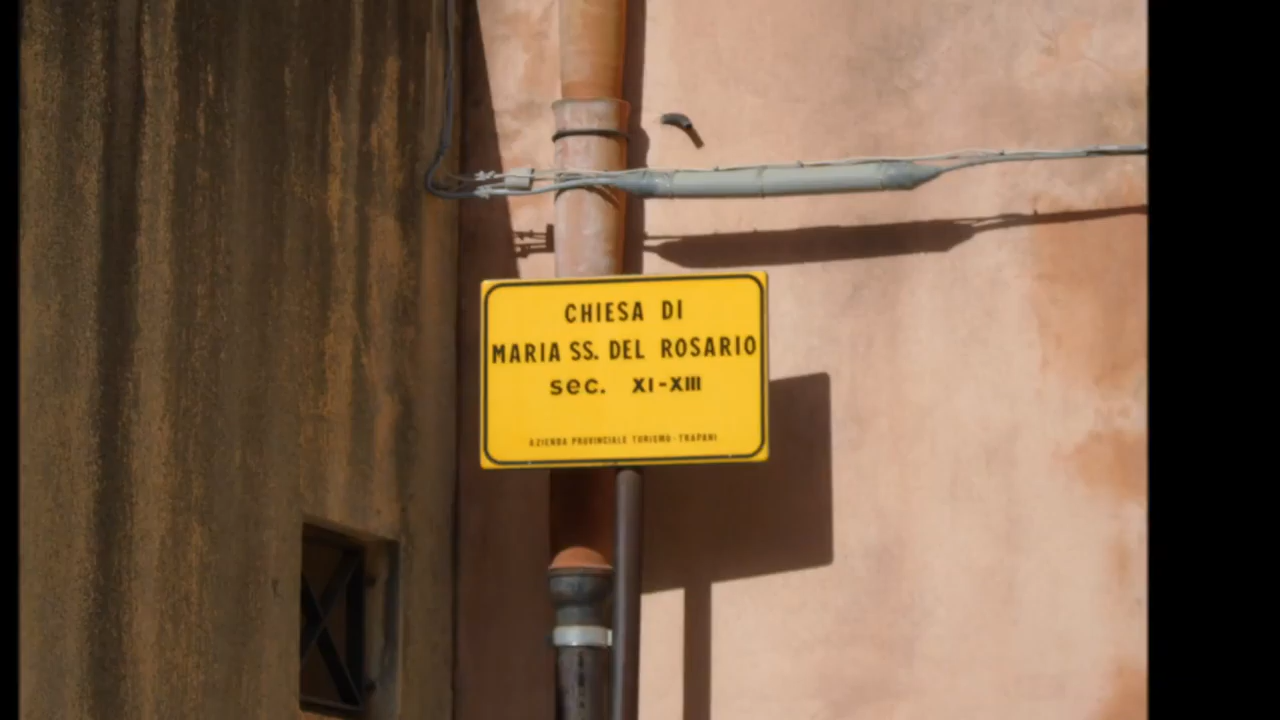 CHIESA DI
MARIA SS. DEL ROSARIO
sec. XI-XIII
AZIENDA PROVINCIALE TURISMO-TRAPANI